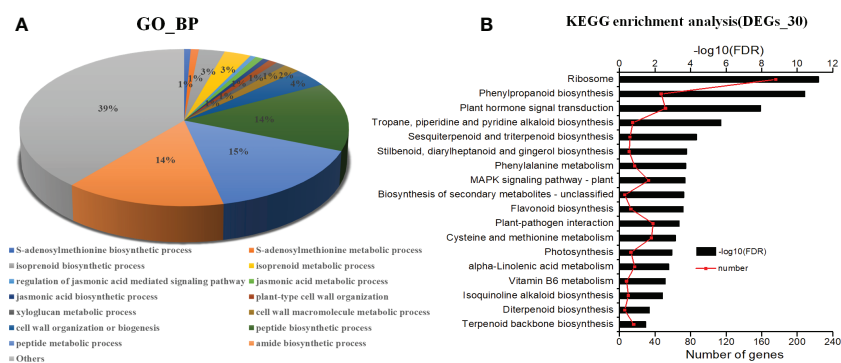 A
GO_BP
1%
1%
3%
3%
1%
1%
1%
1%
1%
2%
4%
14%
15%
14%
39%
S-adenosylmethionine biosynthetic process
S-adenosylmethionine metabolic process
isoprenoid biosynthetic process
isoprenoid metabolic process
regulation of jasmonic acid mediated signaling pathway
jasmonic acid metabolic process
jasmonic acid biosynthetic process
plant-type cell wall organization
xyloglucan metabolic process
cell wall macromolecule metabolic process
cell wall organization or biogenesis
peptide biosynthetic process
peptide metabolic process
amide biosynthetic process
Others
B
KEGG enrichment analysis(DEGs_30)
-log10(FDR)
0 2 4 6 8 10 12
Ribosome
Phenylpropanoid biosynthesis
Plant hormone signal transduction
Tropane, piperidine and pyridine alkaloid biosynthesis
Sesquiterpenoid and triterpenoid biosynthesis
Stilbenoid, diarylheptanoid and gingerol biosynthesis
Phenylalanine metabolism
MAPK signaling pathway - plant
Biosynthesis of secondary metabolites - unclassified
Flavonoid biosynthesis
Plant-pathogen interaction
Cysteine and methionine metabolism
Photosynthesis
alpha-Linolenic acid metabolism
Vitamin B6 metabolism
Isoquinoline alkaloid biosynthesis
Diterpenoid biosynthesis
Terpenoid backbone biosynthesis
-log10(FDR)
number
0 40 80 120 160 200 240
Number of genes